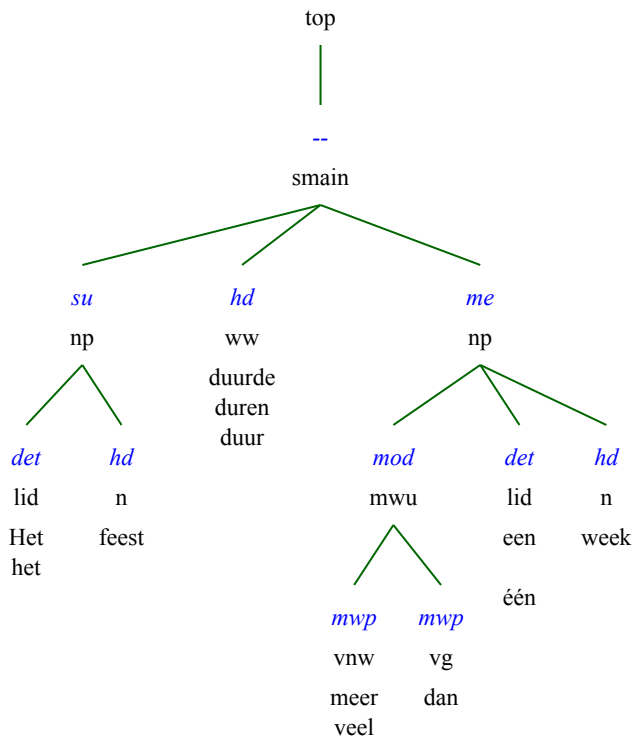 top
--
smain
su hd me
np ww np
duurde
duren
duur
det hd mod det hd
lid n mwu lid n
Het feest een week
het
één
mwp mwp
vnw vg
meer dan
veel